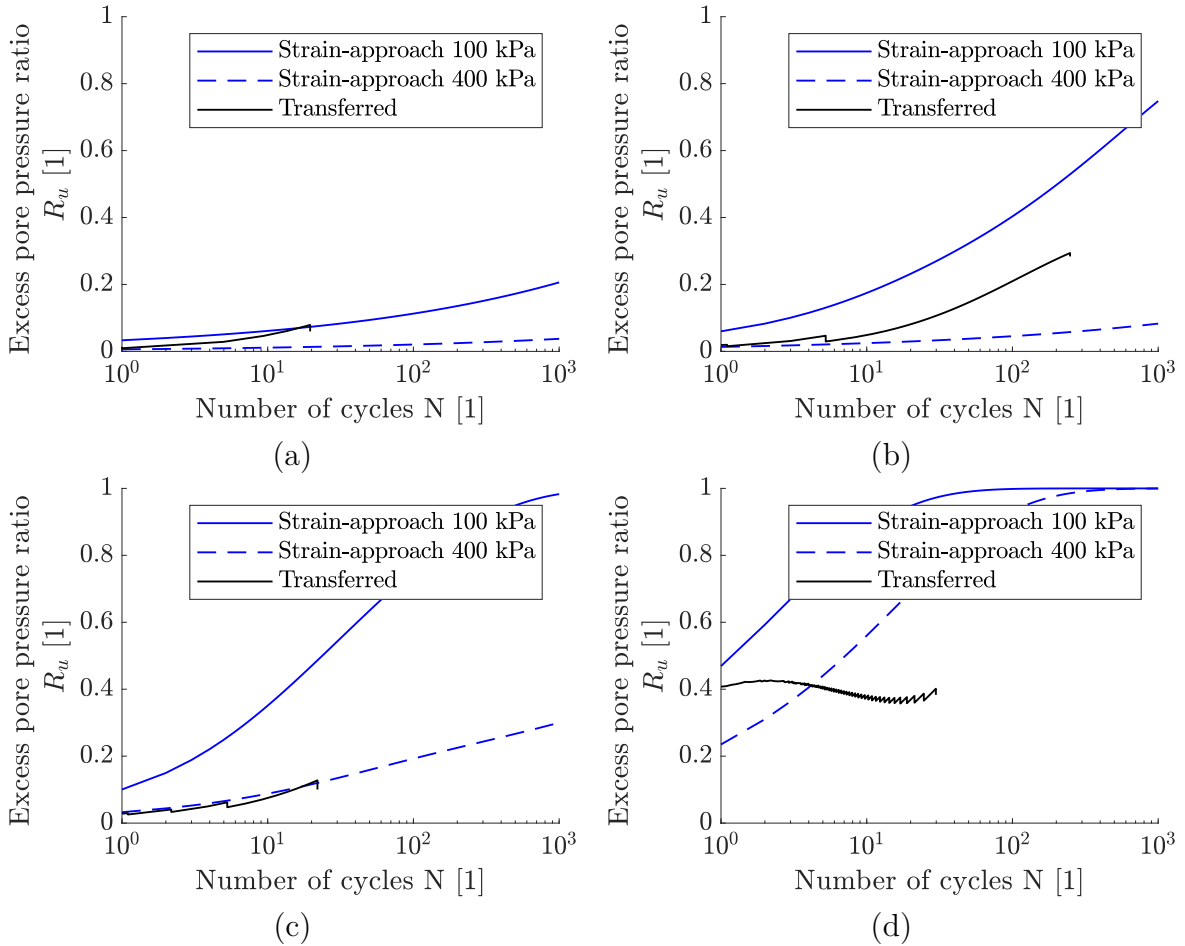 Excess pore pressure ratio
R_u [1]
1
0.8
0.6
0.4
0.2
0
Strain-approach 100 kPa
Strain-approach 400 kPa
Transferred
10^0 10^1 10^2 10^3
Number of cycles N [1]
(a)
Excess pore pressure ratio
R_u [1]
1
0.8
0.6
0.4
0.2
0
Strain-approach 100 kPa
Strain-approach 400 kPa
Transferred
10^0 10^1 10^2 10^3
Number of cycles N [1]
(b)
Excess pore pressure ratio
R_u [1]
1
0.8
0.6
0.4
0.2
0
Strain-approach 100 kPa
Strain-approach 400 kPa
Transferred
10^0 10^1 10^2 10^3
Number of cycles N [1]
(c)
Excess pore pressure ratio
R_u [1]
1
0.8
0.6
0.4
0.2
0
Strain-approach 100 kPa
Strain-approach 400 kPa
Transferred
10^0 10^1 10^2 10^3
Number of cycles N [1]
(d)